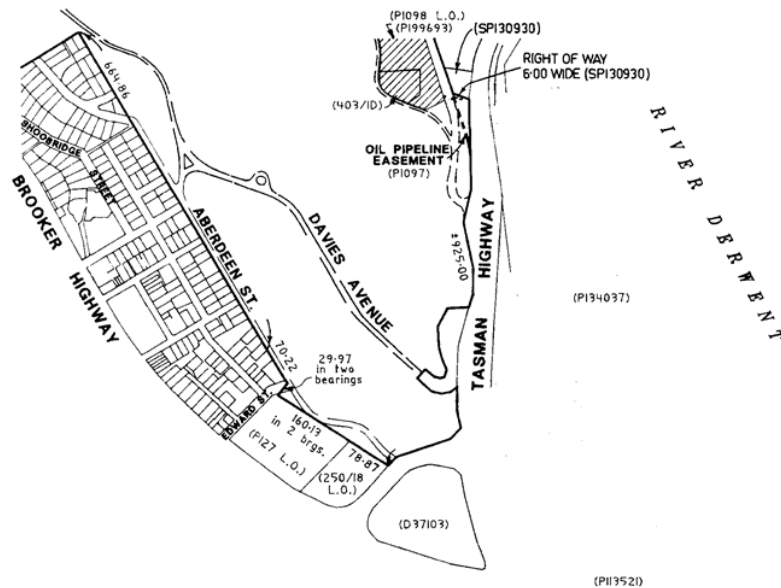 (P1098 L.O.)
(P199693)
(SP130930)
RIGHT OF WAY
6·00 WIDE (SP130930)
(403/1D)
OIL PIPELINE
EASEMENT
(P1097)
664·86
SHOOBRIDGE
STREET
BROOKER
HIGHWAY
ABERDEEN ST.
DAVIES
AVENUE
±925·00
TASMAN HIGHWAY
RIVER DERWENT
(P134037)
70·22
29·97
in two
bearings
EDWARD ST.
160·13
in 2 brgs.
(P127 L.O.)
78·87
(250/18
L.O.)
(D37103)
(P113521)